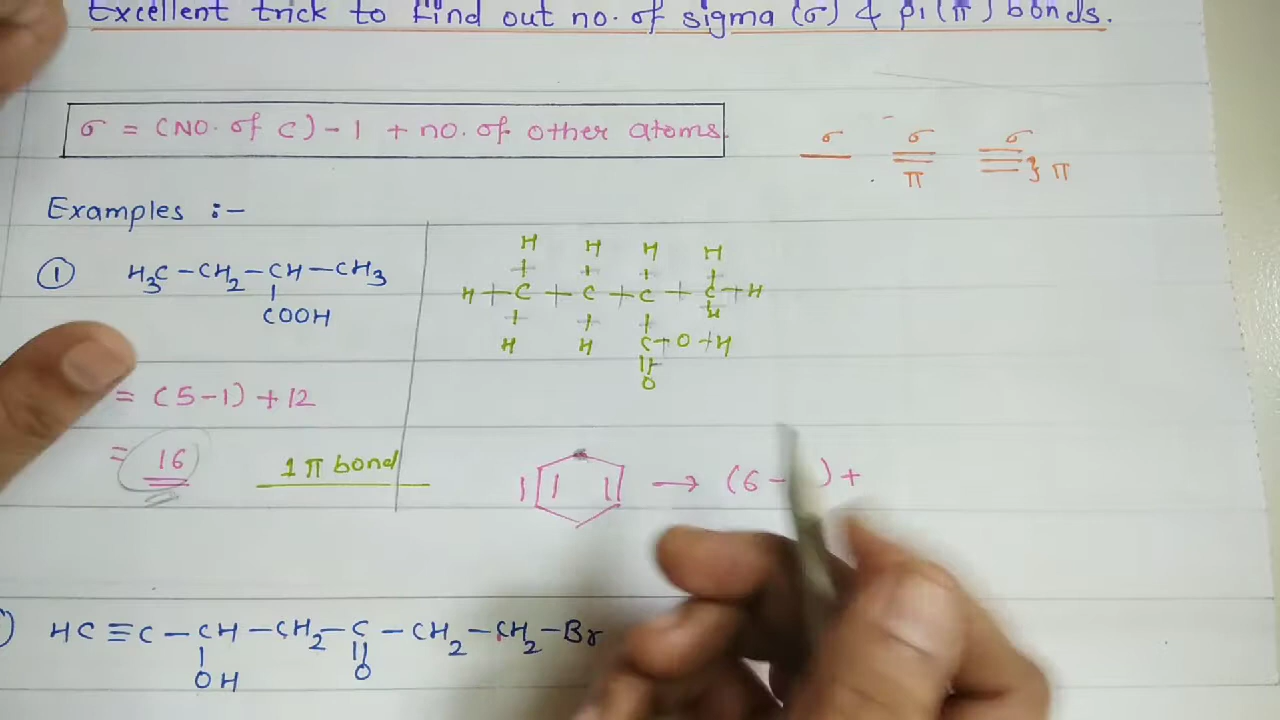 Excellent trick to find out no. of sigma (σ) & pi (π) bonds.
σ = (NO. of C) - 1 + no. of other atoms.
σ σ σ
π } π
Examples :-
① H3C - CH2 - CH - CH3
COOH
H H H H
H C C C C H
H H C O H H
O
= (5-1) + 12
= 16 1 π bond
→ (6 - ) +
HC ≡ C - CH - CH2 - C - CH2 - CH2 - Br
OH O